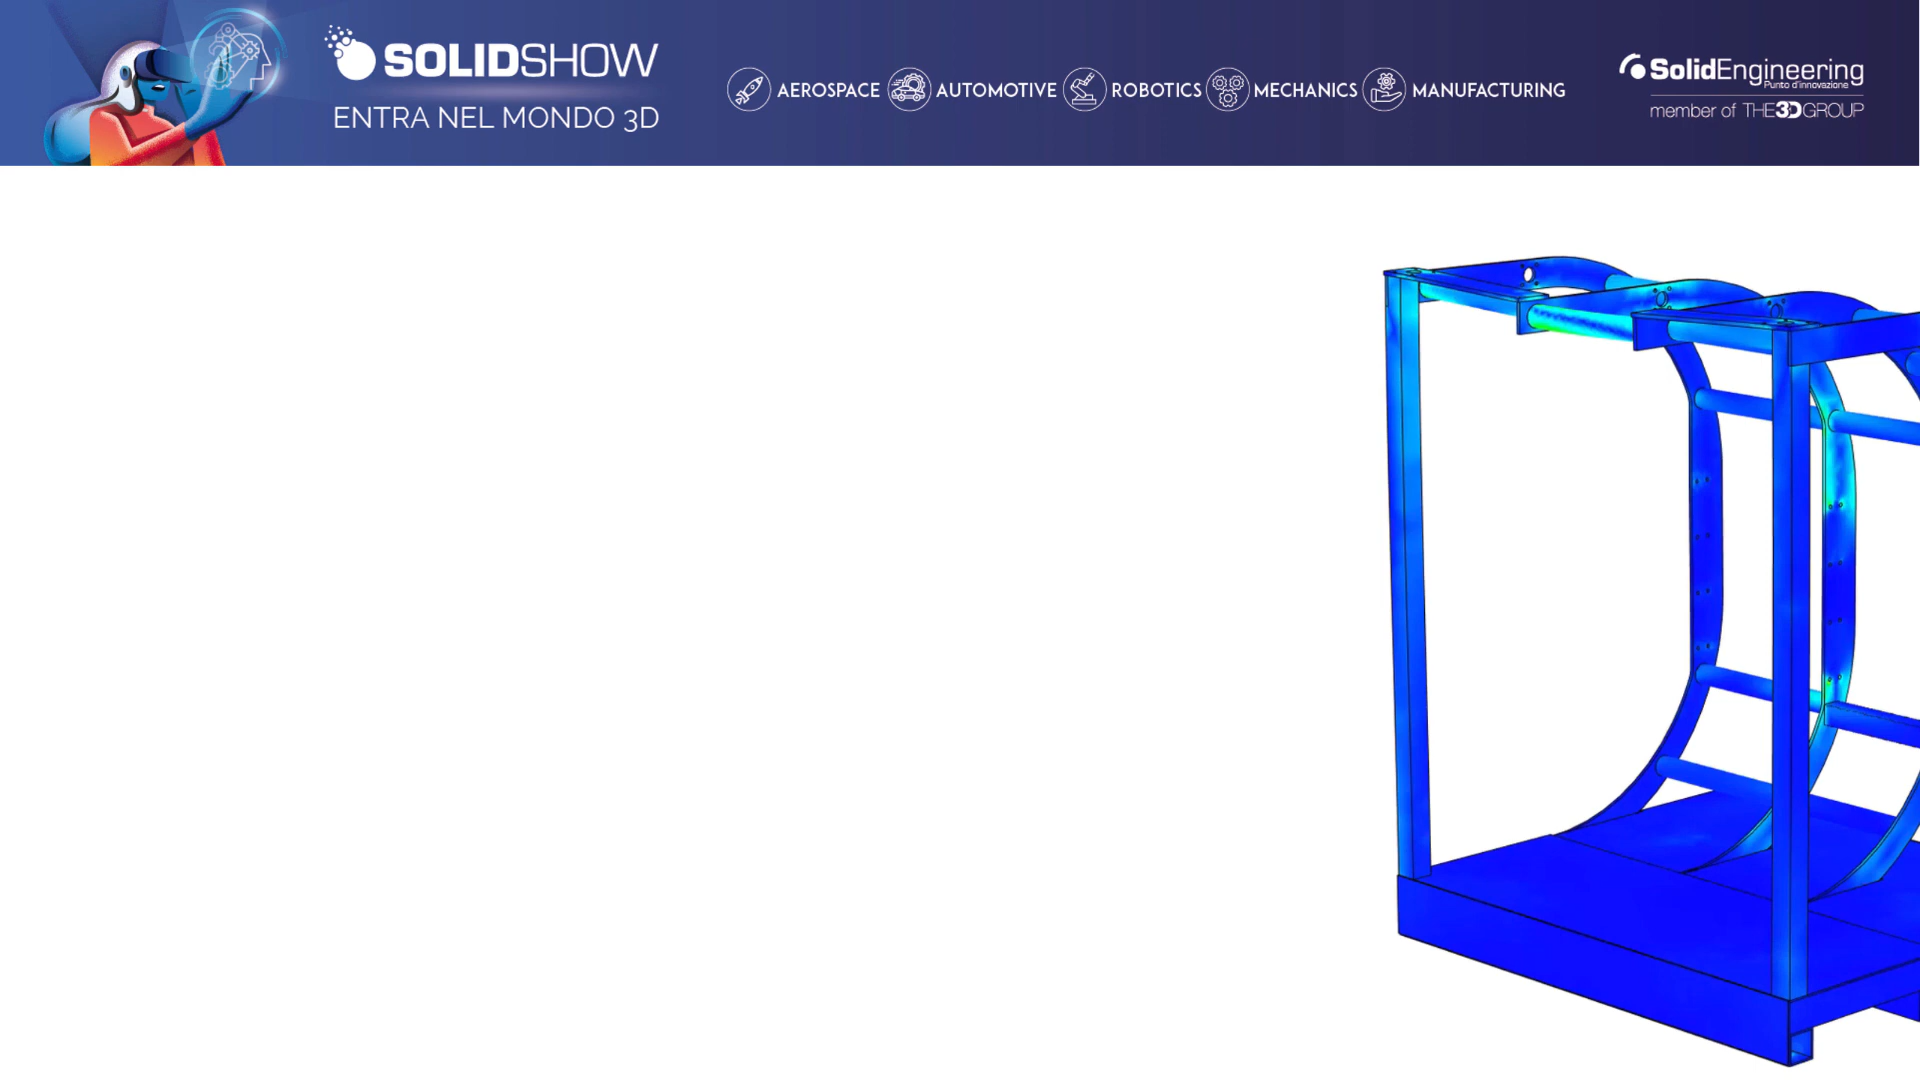 SOLIDSHOW
ENTRA NEL MONDO 3D
AEROSPACE
AUTOMOTIVE
ROBOTICS
MECHANICS
MANUFACTURING
SolidEngineering
Punto d'innovazione
member of THE3DGROUP